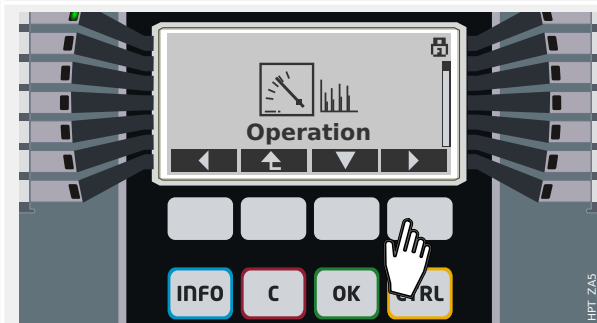 Operation
INFO
C
OK
CTRL
HPT_ZA5